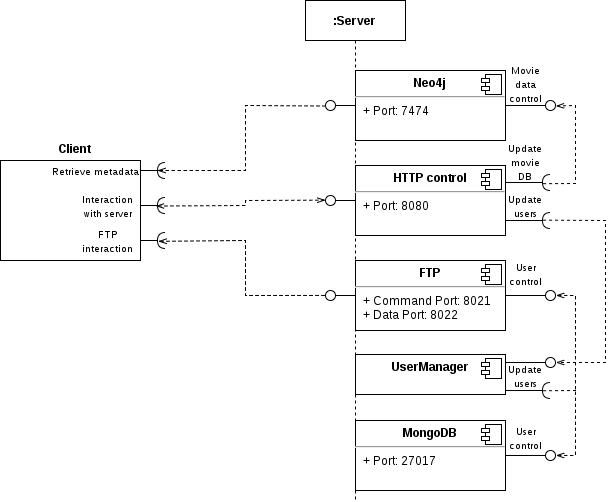 :Server
Neo4j
+ Port: 7474
Movie
data
control
Client
Retrieve metadata
Interaction
with server
FTP
interaction
HTTP control
+ Port: 8080
Update
movie
DB
Update
users
FTP
+ Command Port: 8021
+ Data Port: 8022
User
control
UserManager
Update
users
MongoDB
+ Port: 27017
User
control